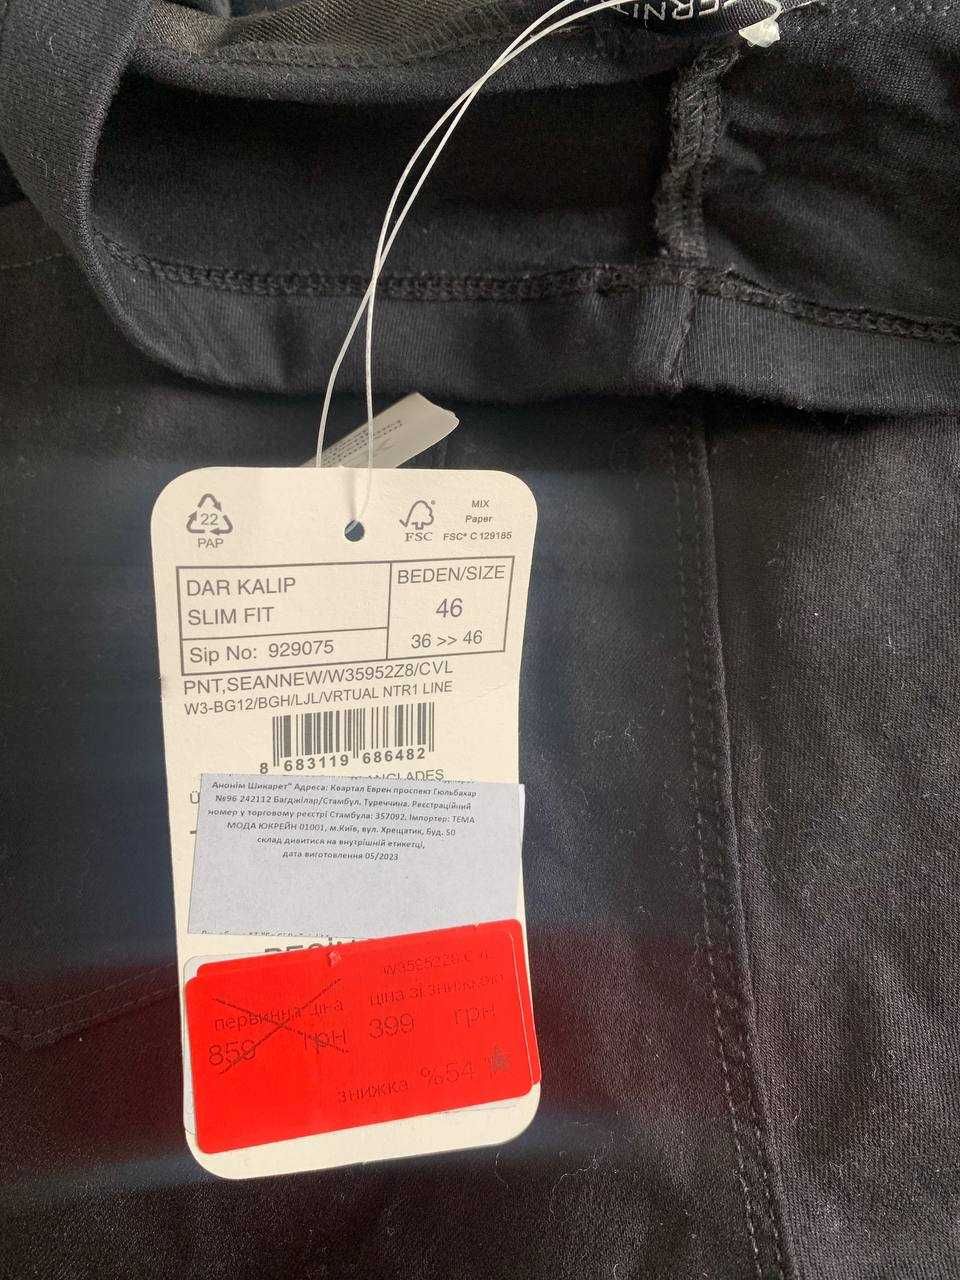 22
PAP
FSC
MIX
Paper
FSC® C 129185
DAR KALIP
SLIM FIT
BEDEN/SIZE
46
36 >> 46
Sip No: 929075
PNT,SEANNEW/W35952Z8/CVL
W3-BG12/BGH/LJL/VRTUAL NTR1 LINE
8 683119 686482
Анонім Шикарет" Адреса: Квартал Еврен проспект Гюльбахар
№96 242112 Багджілар/Стамбул, Туреччина. Реєстраційний
номер у торговому реєстрі Стамбула: 357092. Імпортер: ТЕМА
МОДА ЮКРЕЙН 01001, м.Київ, вул. Хрещатик, буд. 50
склад дивитися на внутрішній етикетці,
дата виготовлення 05/2023
первинна ціна
ціна зі знижкою
859 грн
399 грн
знижка %54